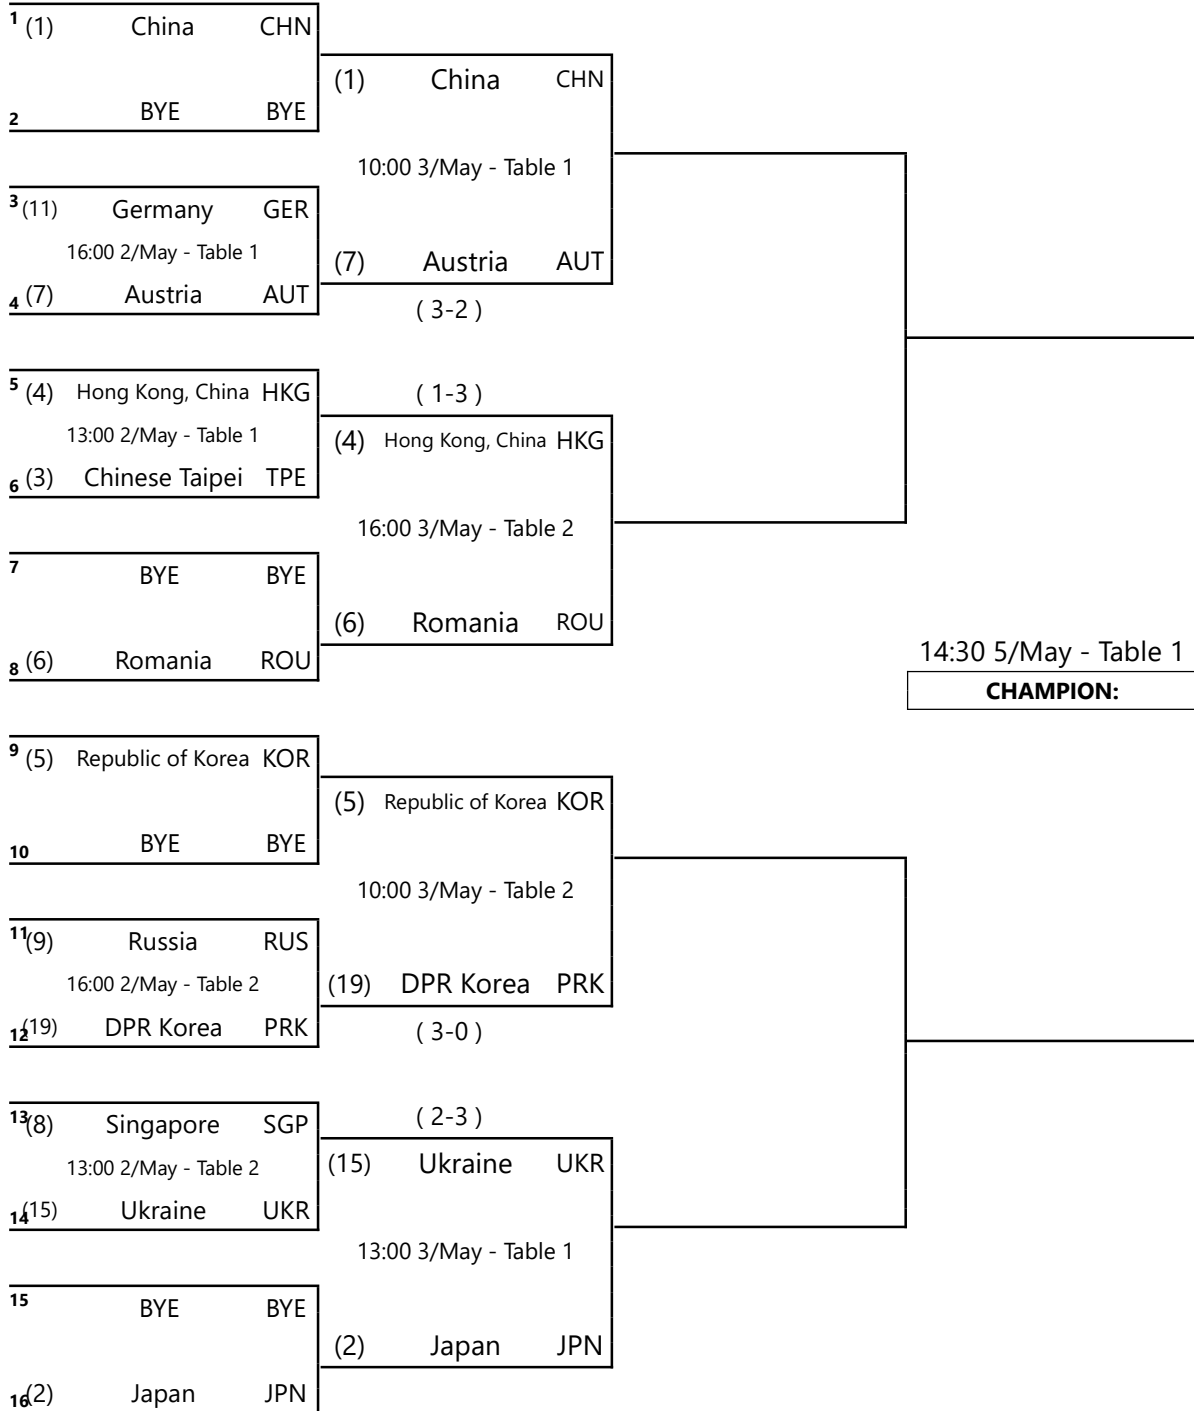 1 (1) China CHN
2 BYE BYE
(1) China CHN
10:00 3/May - Table 1
(7) Austria AUT
( 3-2 )
3 (11) Germany GER
16:00 2/May - Table 1
4 (7) Austria AUT
5 (4) Hong Kong, China HKG
13:00 2/May - Table 1
6 (3) Chinese Taipei TPE
( 1-3 )
(4) Hong Kong, China HKG
16:00 3/May - Table 2
(6) Romania ROU
7 BYE BYE
8 (6) Romania ROU
14:30 5/May - Table 1
CHAMPION:
9 (5) Republic of Korea KOR
10 BYE BYE
(5) Republic of Korea KOR
10:00 3/May - Table 2
(19) DPR Korea PRK
( 3-0 )
11 (9) Russia RUS
16:00 2/May - Table 2
12 (19) DPR Korea PRK
13 (8) Singapore SGP
13:00 2/May - Table 2
14 (15) Ukraine UKR
( 2-3 )
(15) Ukraine UKR
13:00 3/May - Table 1
(2) Japan JPN
15 BYE BYE
16 (2) Japan JPN